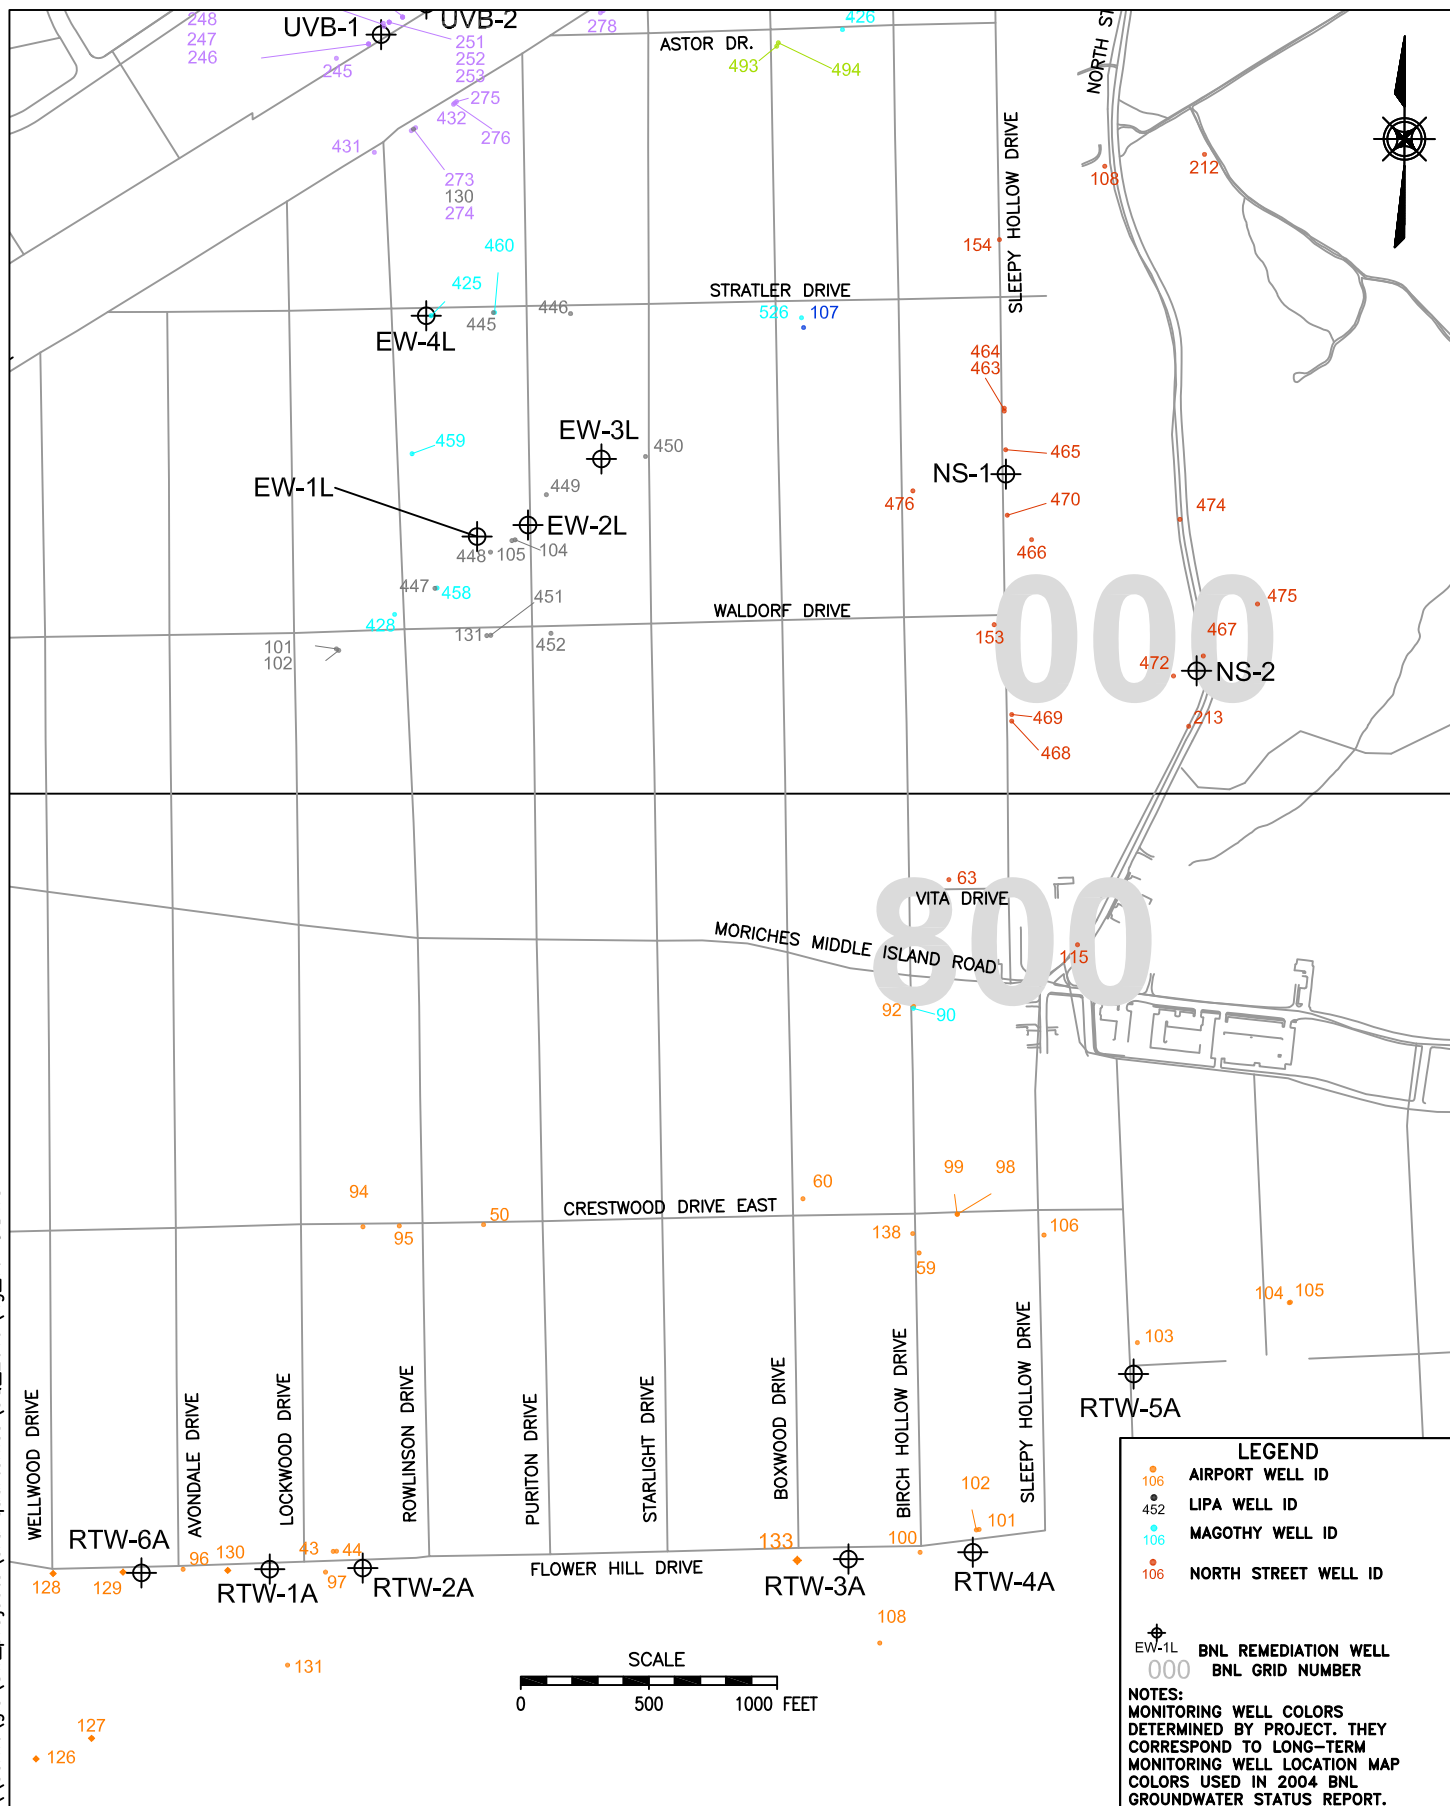 248
247
246
UVB-1
UVB-2
251
252
253
245
278
426
ASTOR DR.
493
494
NORTH ST
275
432
276
431
273
130
274
108
212
SLEEPY HOLLOW DRIVE
154
460
425
STRATLER DRIVE
446
445
526
107
EW-4L
464
463
EW-3L
459
450
465
NS-1
EW-1L
449
476
470
474
EW-2L
448
105
104
466
447
458
451
428
WALDORF DRIVE
000
475
131
452
153
467
101
102
472
NS-2
469
213
468
63
VITA DRIVE
800
MORICHES MIDDLE ISLAND ROAD
115
92
90
94
99
98
60
50
CRESTWOOD DRIVE EAST
95
138
106
59
104
105
103
RTW-5A
WELLWOOD DRIVE
AVONDALE DRIVE
LOCKWOOD DRIVE
ROWLINSON DRIVE
PURITON DRIVE
STARLIGHT DRIVE
BOXWOOD DRIVE
BIRCH HOLLOW DRIVE
SLEEPY HOLLOW DRIVE
RTW-6A
102
101
43
44
96
130
133
100
128
129
97
RTW-1A
RTW-2A
FLOWER HILL DRIVE
RTW-3A
RTW-4A
108
131
127
126
SCALE
0
500
1000 FEET
LEGEND
106
AIRPORT WELL ID
452
LIPA WELL ID
106
MAGOTHY WELL ID
106
NORTH STREET WELL ID
EW-1L
BNL REMEDIATION WELL
000
BNL GRID NUMBER
NOTES:
MONITORING WELL COLORS
DETERMINED BY PROJECT. THEY
CORRESPOND TO LONG-TERM
MONITORING WELL LOCATION MAP
COLORS USED IN 2004 BNL
GROUNDWATER STATUS REPORT.